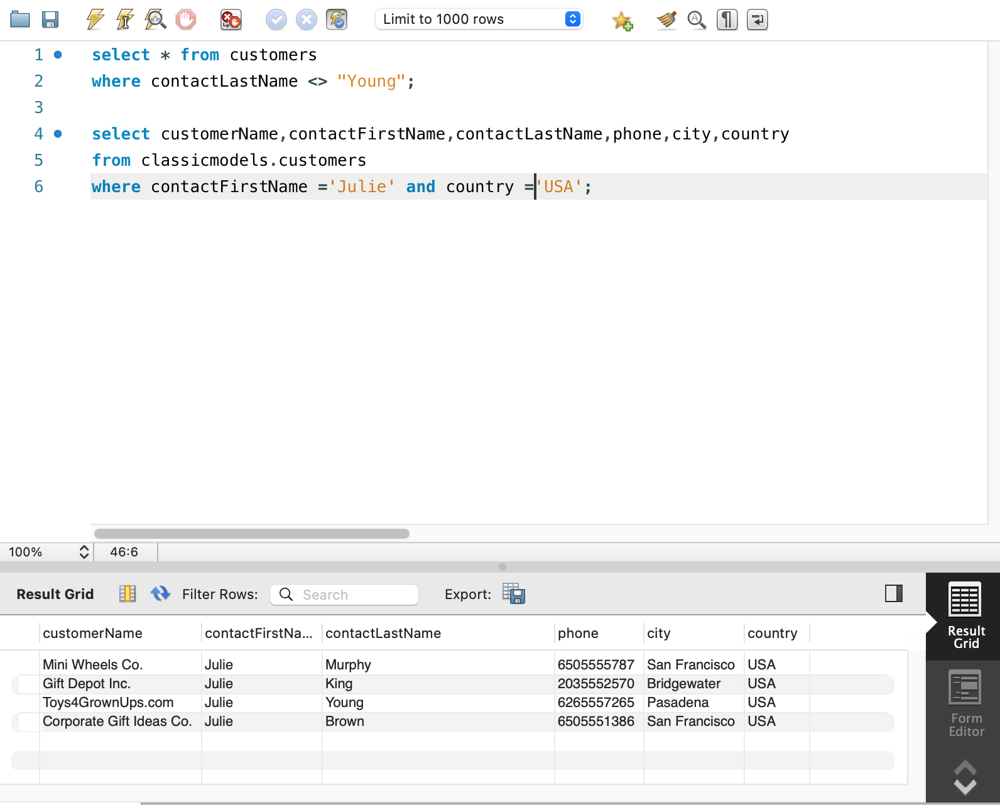 Limit to 1000 rows
1 select * from customers
2 where contactLastName <> "Young";
3
4 select customerName,contactFirstName,contactLastName,phone,city,country
5 from classicmodels.customers
6 where contactFirstName ='Julie' and country ='USA';
100% 46:6
Result Grid Filter Rows: Search Export:
customerName contactFirstNa... contactLastName phone city country
Mini Wheels Co. Julie Murphy 6505555787 San Francisco USA
Gift Depot Inc. Julie King 2035552570 Bridgewater USA
Toys4GrownUps.com Julie Young 6265557265 Pasadena USA
Corporate Gift Ideas Co. Julie Brown 6505551386 San Francisco USA
Result
Grid
Form
Editor